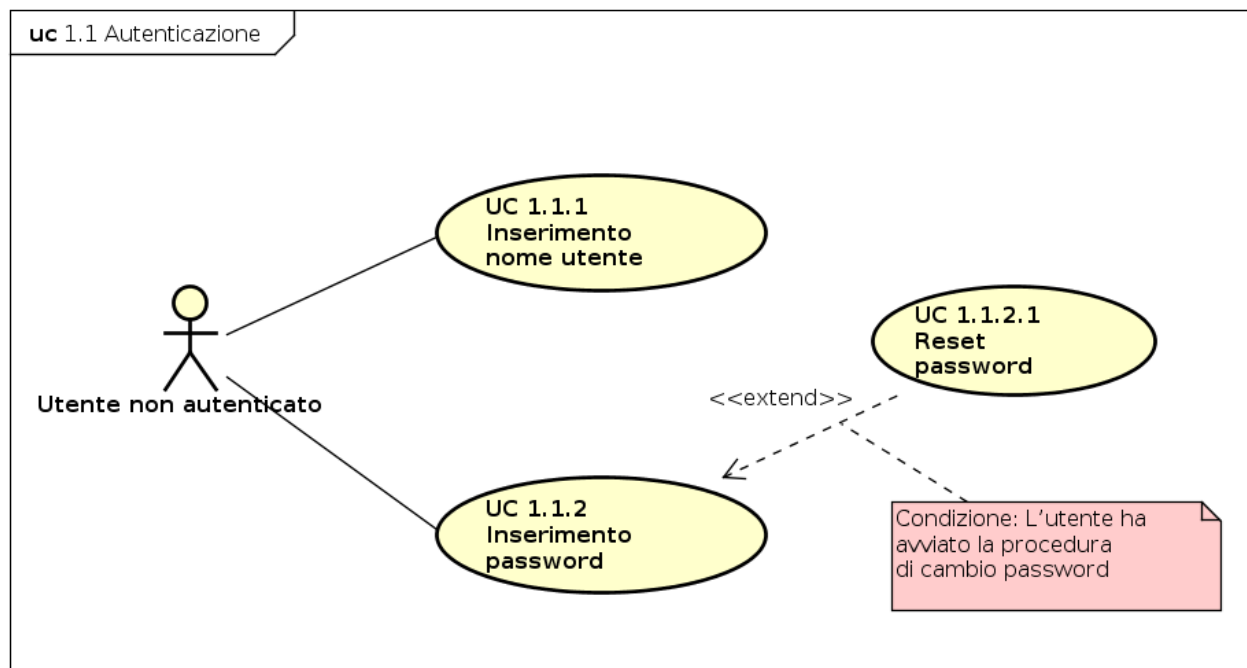 uc 1.1 Autenticazione
UC 1.1.1
Inserimento
nome utente
UC 1.1.2.1
Reset
password
Utente non autenticato
<<extend>>
UC 1.1.2
Inserimento
password
Condizione: L'utente ha
avviato la procedura
di cambio password